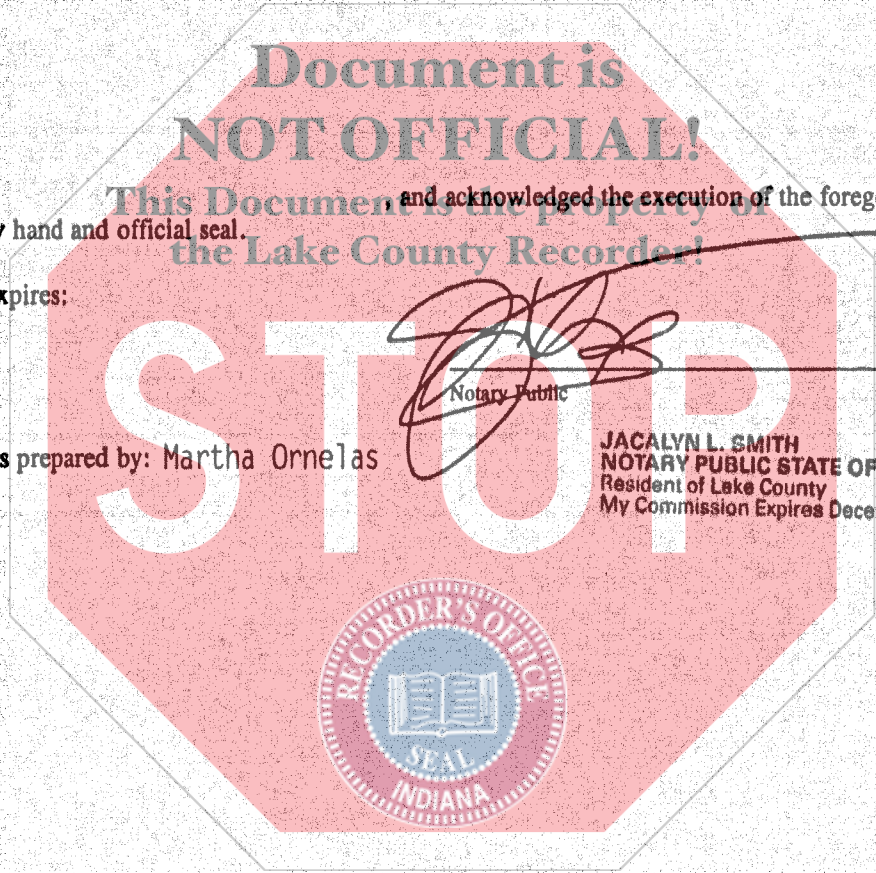 Document is
NOT OFFICIAL!
This Document is the property of
the Lake County Recorder!
, and acknowledged the execution of the foreg
hand and official seal.
xpires:
STOP
Notary Public
s prepared by: Martha Ornelas
JACALYN L. SMITH
NOTARY PUBLIC STATE OF
Resident of Lake County
My Commission Expires Dece
RECORDER'S OFFICE
SEAL
INDIANA